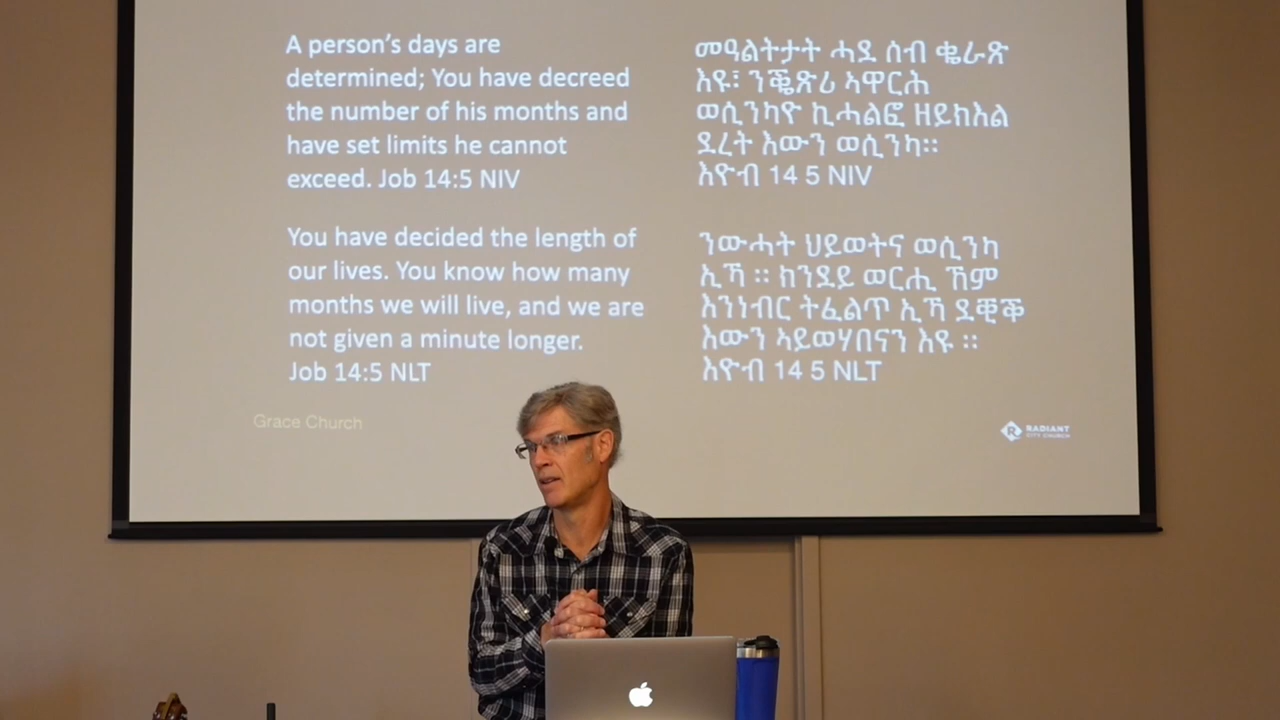 A person's days are
determined; You have decreed
the number of his months and
have set limits he cannot
exceed. Job 14:5 NIV
You have decided the length of
our lives. You know how many
months we will live, and we are
not given a minute longer.
Job 14:5 NLT
መዓልትታት ሓደ ሰብ ቈራጽ
እዩ፣ ንቝጽሪ ኣዋርሕ
ወሲንካዮ ኪሓልፎ ዘይክእል
ደረት እውን ወሲንካ፡፡
እዮብ 14 5 NIV
ንውሓት ህይወትና ወሲንካ
ኢኻ ፡፡ ክንደይ ወርሒ ኸም
እንነብር ትፈልጥ ኢኻ ደቒቕ
እውን ኣይወሃበናን እዩ ፡፡
እዮብ 14 5 NLT
Grace Church
RADIANT
CITY CHURCH